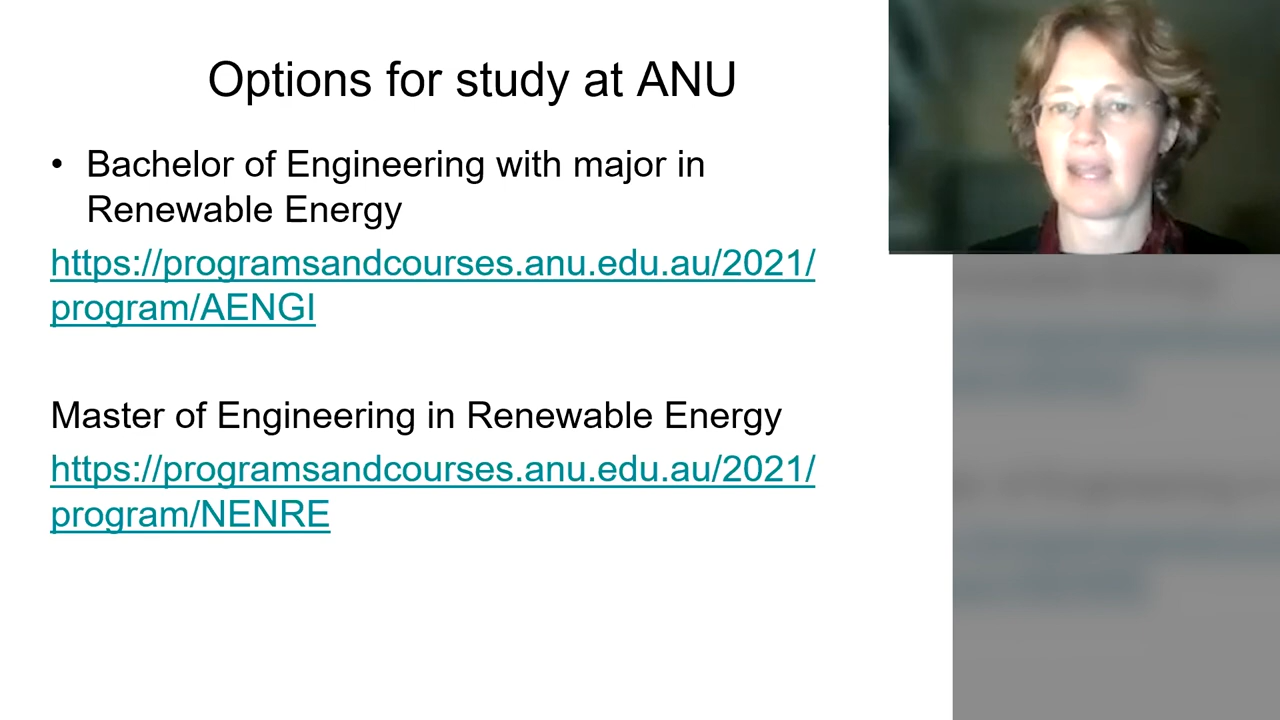 Options for study at ANU
• Bachelor of Engineering with major in
Renewable Energy
https://programsandcourses.anu.edu.au/2021/
program/AENGI
Master of Engineering in Renewable Energy
https://programsandcourses.anu.edu.au/2021/
program/NENRE